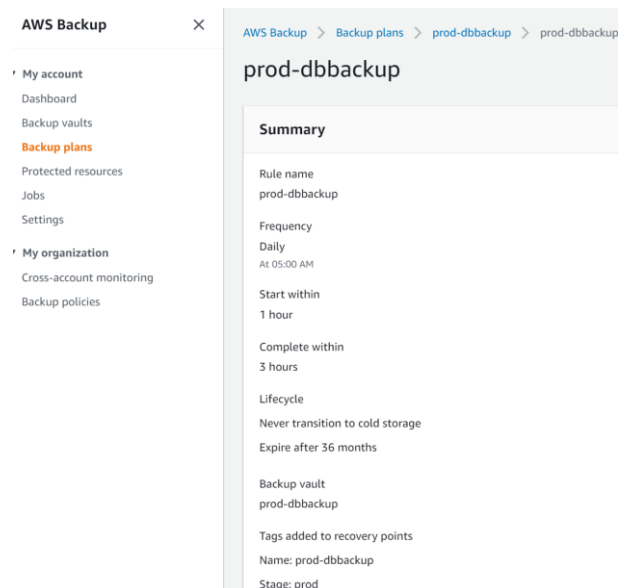 AWS Backup
My account
Dashboard
Backup vaults
Backup plans
Protected resources
Jobs
Settings
My organization
Cross-account monitoring
Backup policies
AWS Backup > Backup plans > prod-dbbackup > prod-dbbackup
prod-dbbackup
Summary
Rule name
prod-dbbackup
Frequency
Daily
At 05:00 AM
Start within
1 hour
Complete within
3 hours
Lifecycle
Never transition to cold storage
Expire after 36 months
Backup vault
prod-dbbackup
Tags added to recovery points
Name: prod-dbbackup
Stage: prod